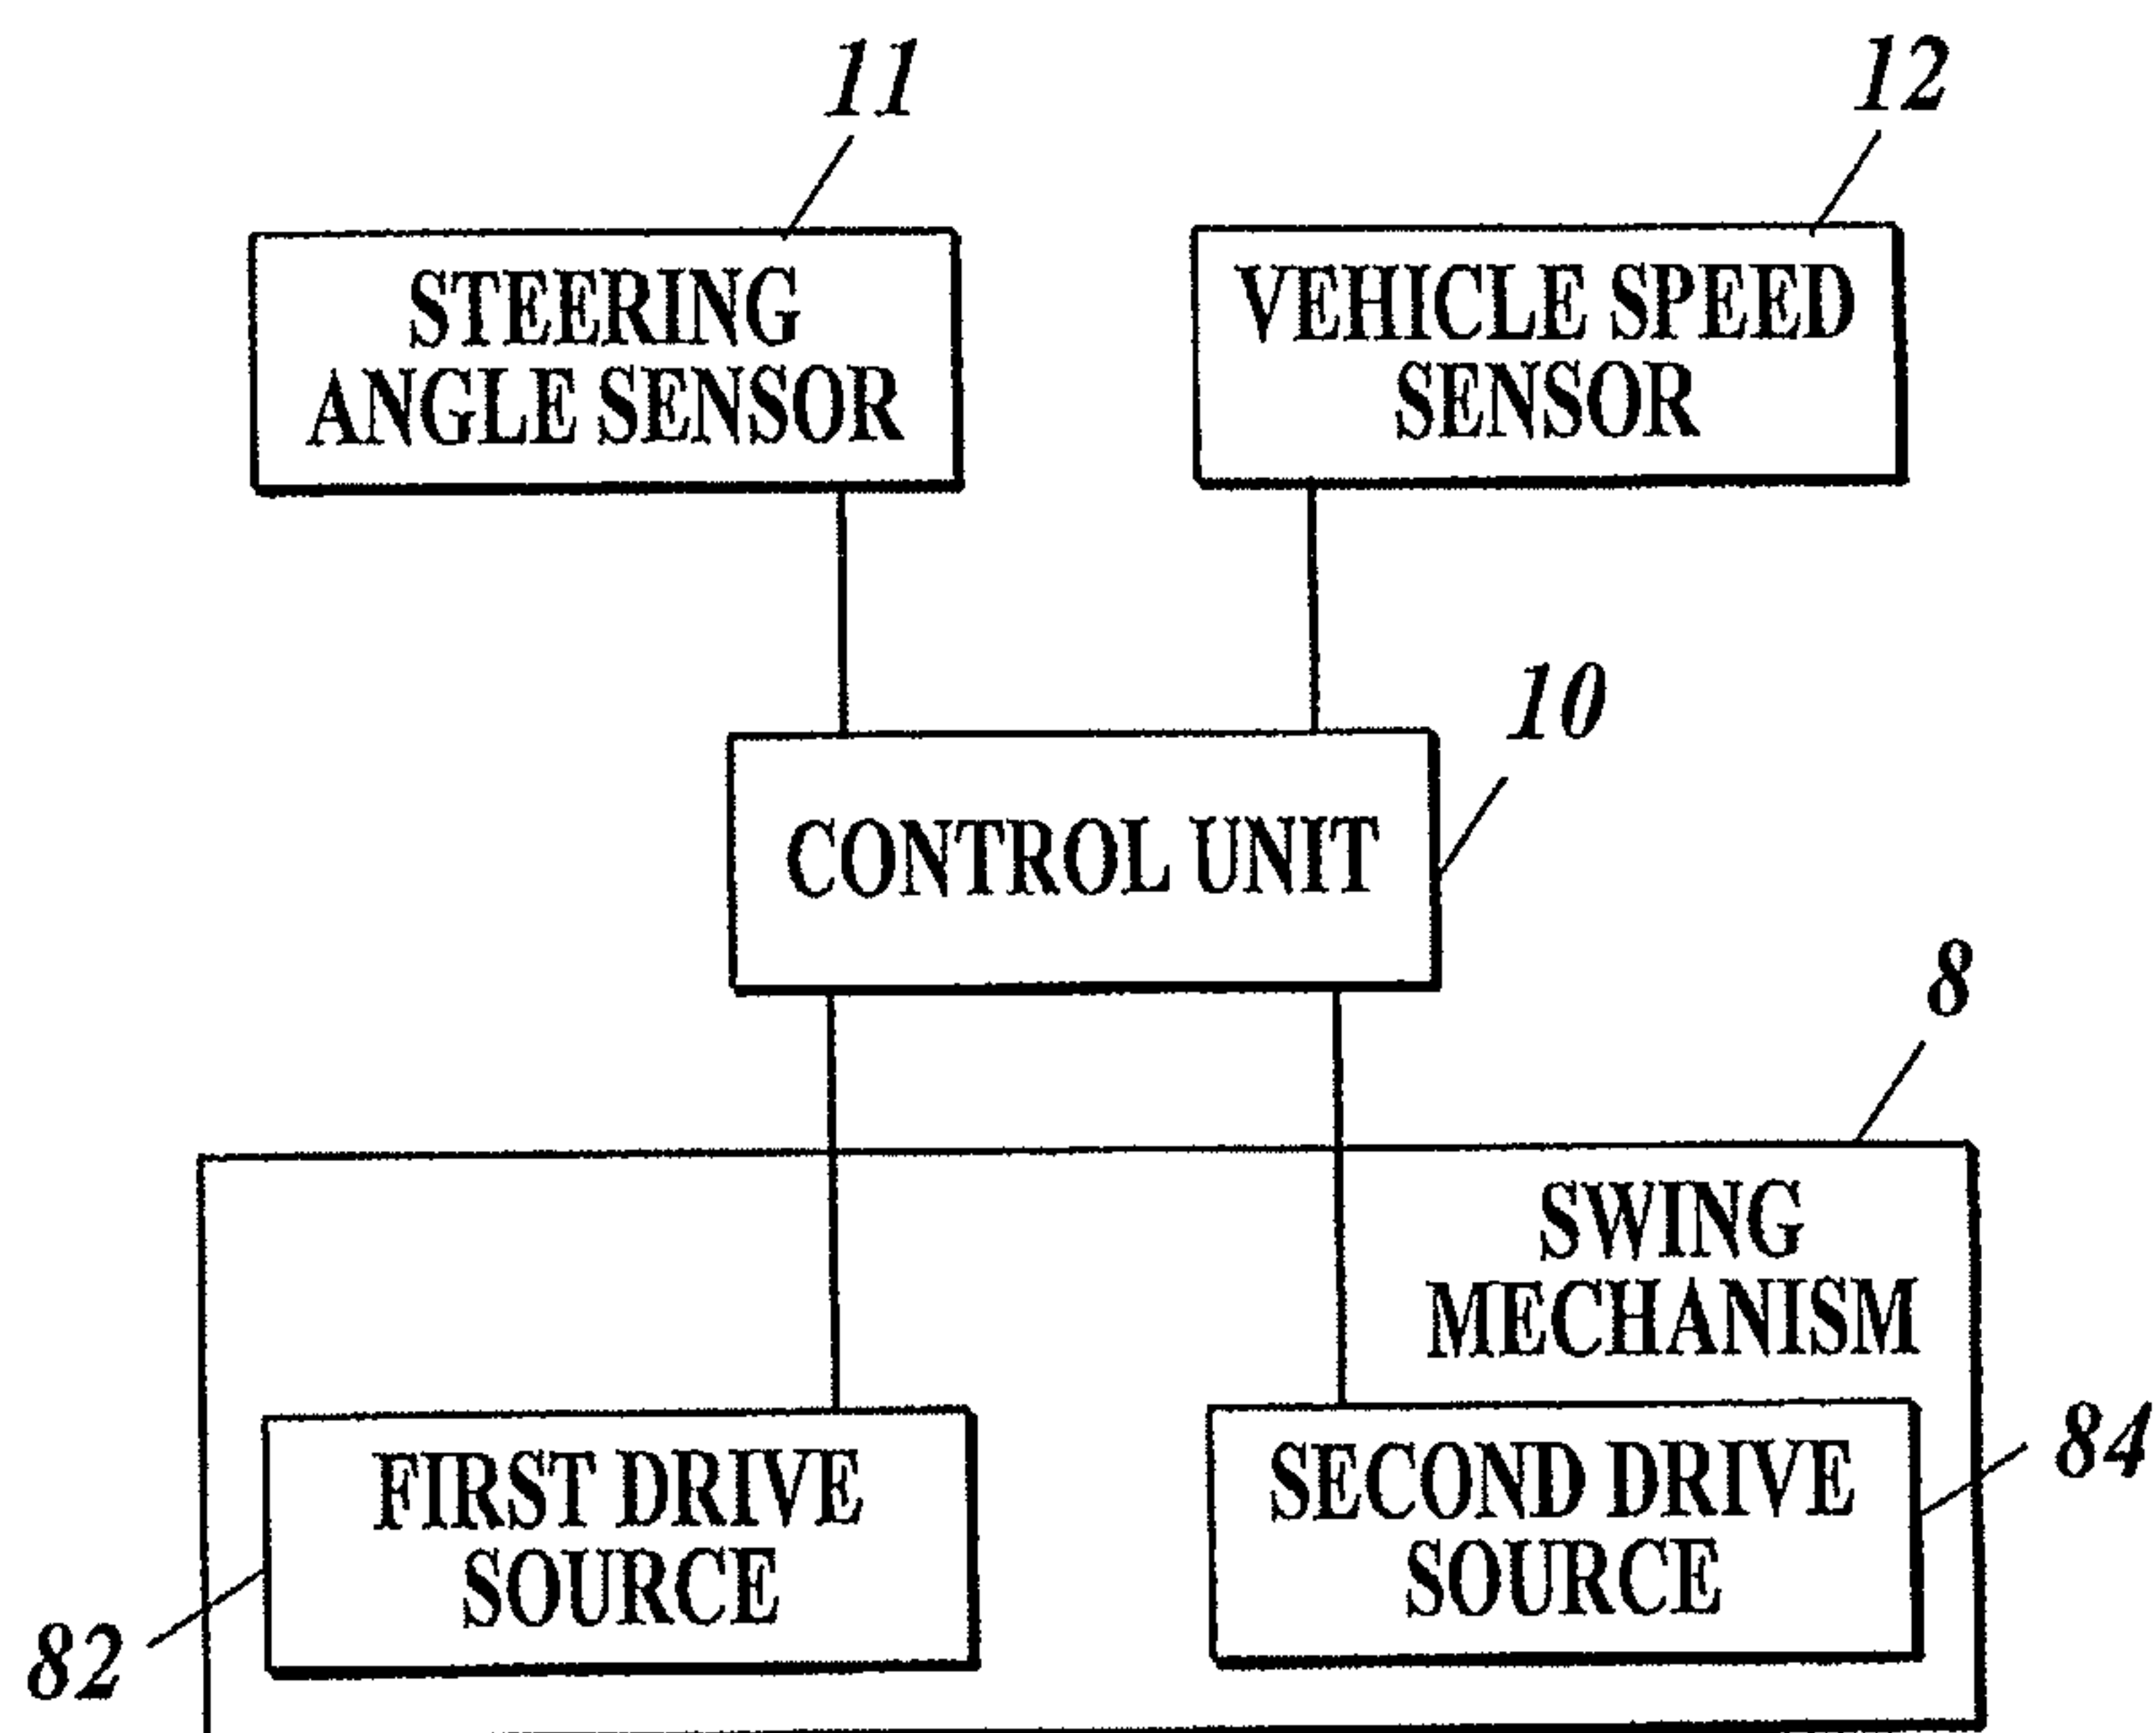 11
12
STEERING
ANGLE SENSOR
VEHICLE SPEED
SENSOR
10
CONTROL UNIT
8
SWING
MECHANISM
FIRST DRIVE
SOURCE
SECOND DRIVE
SOURCE
84
82